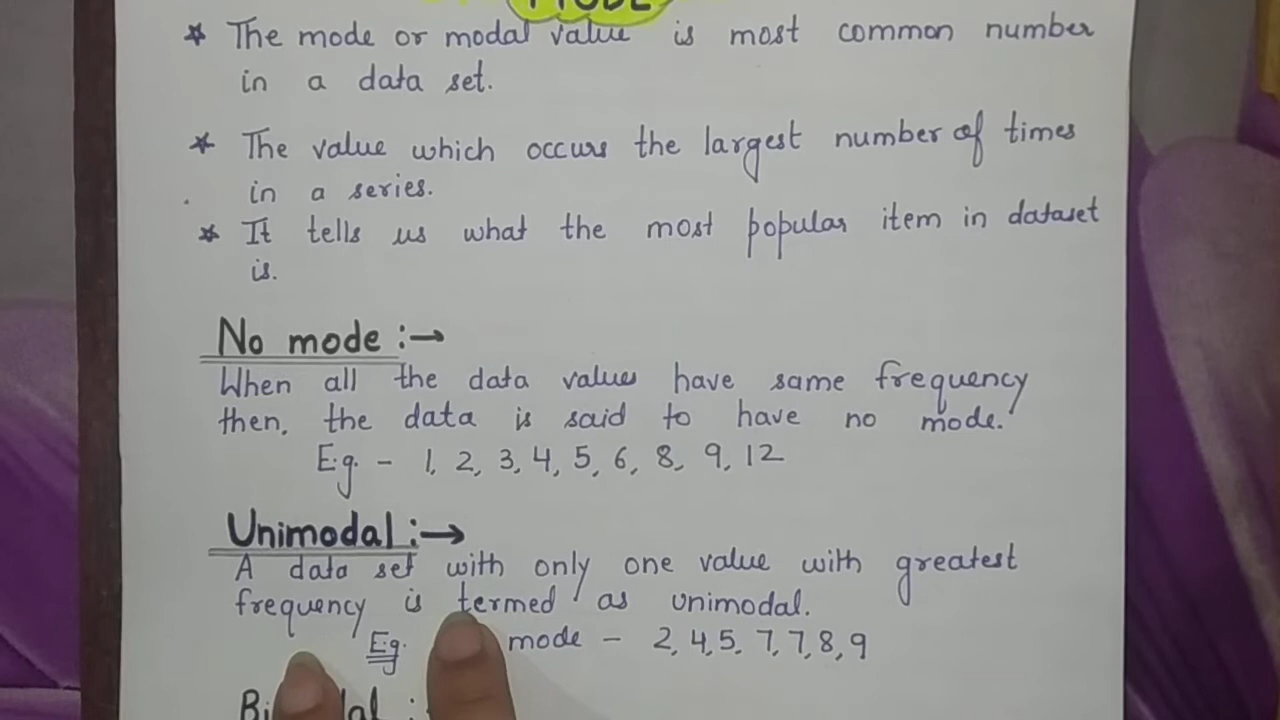 MODE
* The mode or modal value is most common number
in a data set.
* The value which occurs the largest number of times
in a series.
* It tells us what the most popular item in dataset
is.
No mode :→
When all the data values have same frequency
then, the data is said to have no mode.
E.g. - 1, 2, 3, 4, 5, 6, 8, 9, 12
Unimodal :→
A data set with only one value with greatest
frequency is termed as unimodal.
E.g. mode - 2, 4, 5, 7, 7, 8, 9